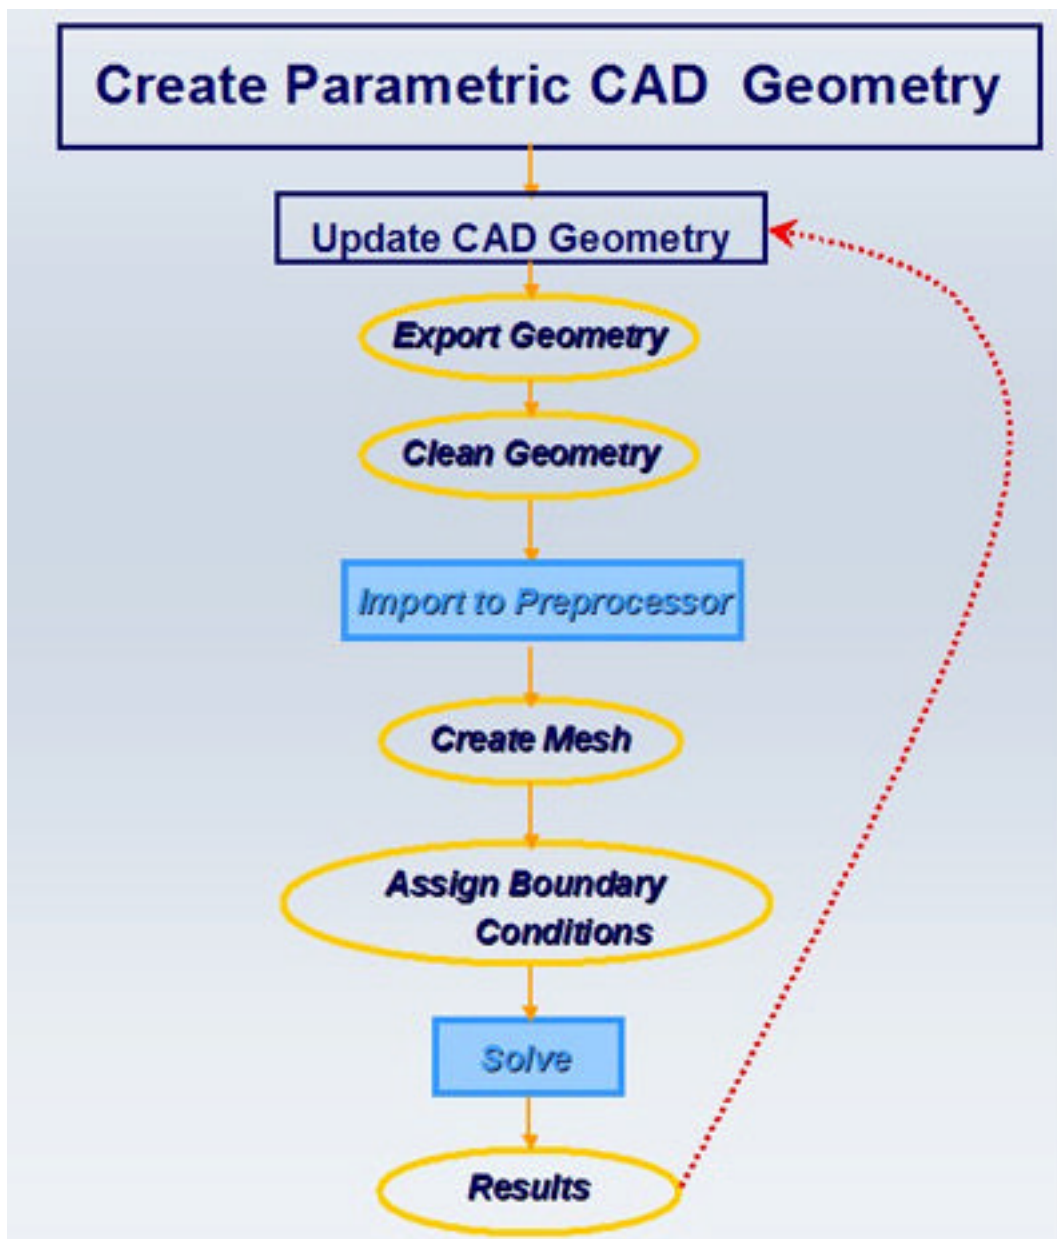 Create Parametric CAD Geometry
Update CAD Geometry
Export Geometry
Clean Geometry
Import to Preprocessor
Create Mesh
Assign Boundary
Conditions
Solve
Results